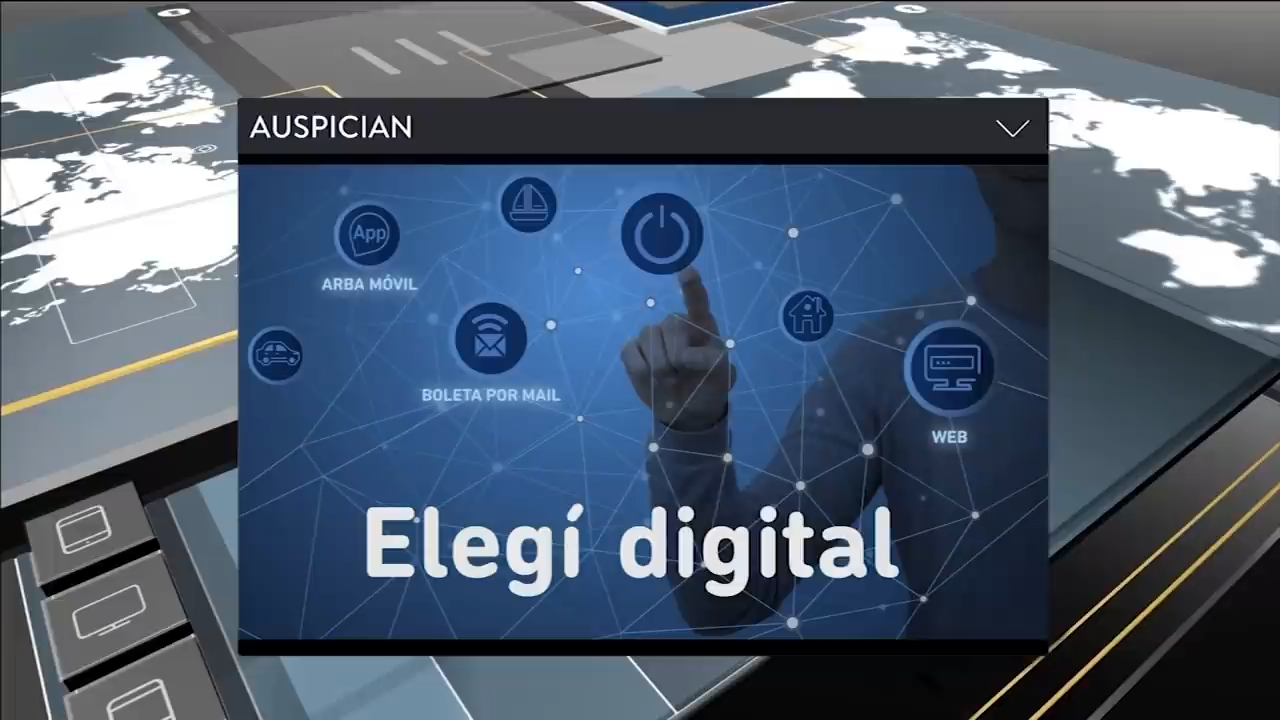 AUSPICIAN
App
ARBA MÓVIL
BOLETA POR MAIL
WEB
Elegí digital